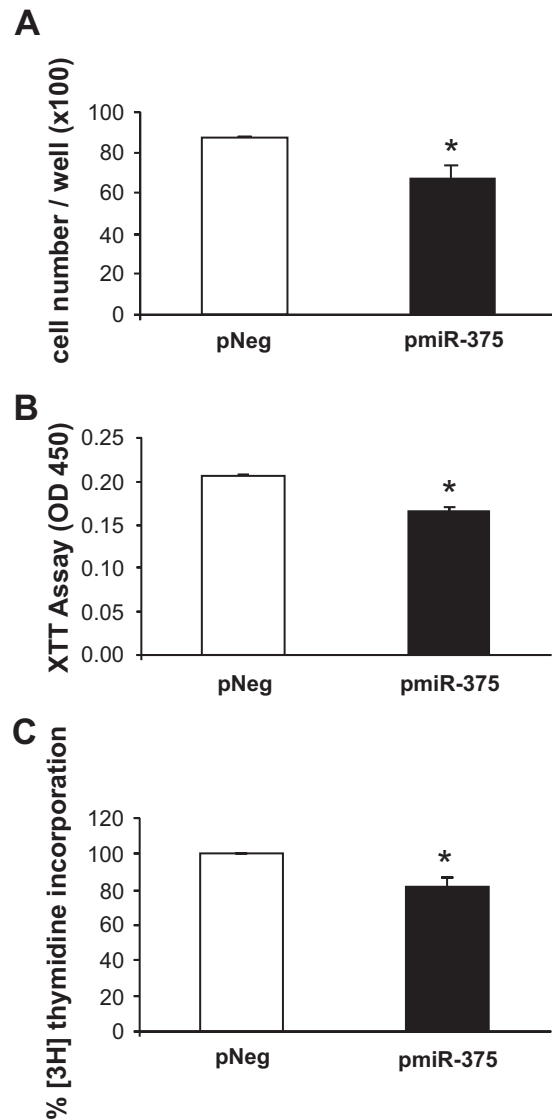 A
cell number / well (x100)
100
80
60
40
20
0
*
pNeg
pmiR-375
B
XTT Assay (OD 450)
0.25
0.20
0.15
0.10
0.05
0.00
*
pNeg
pmiR-375
C
% [3H] thymidine incorporation
120
100
80
60
40
20
0
*
pNeg
pmiR-375